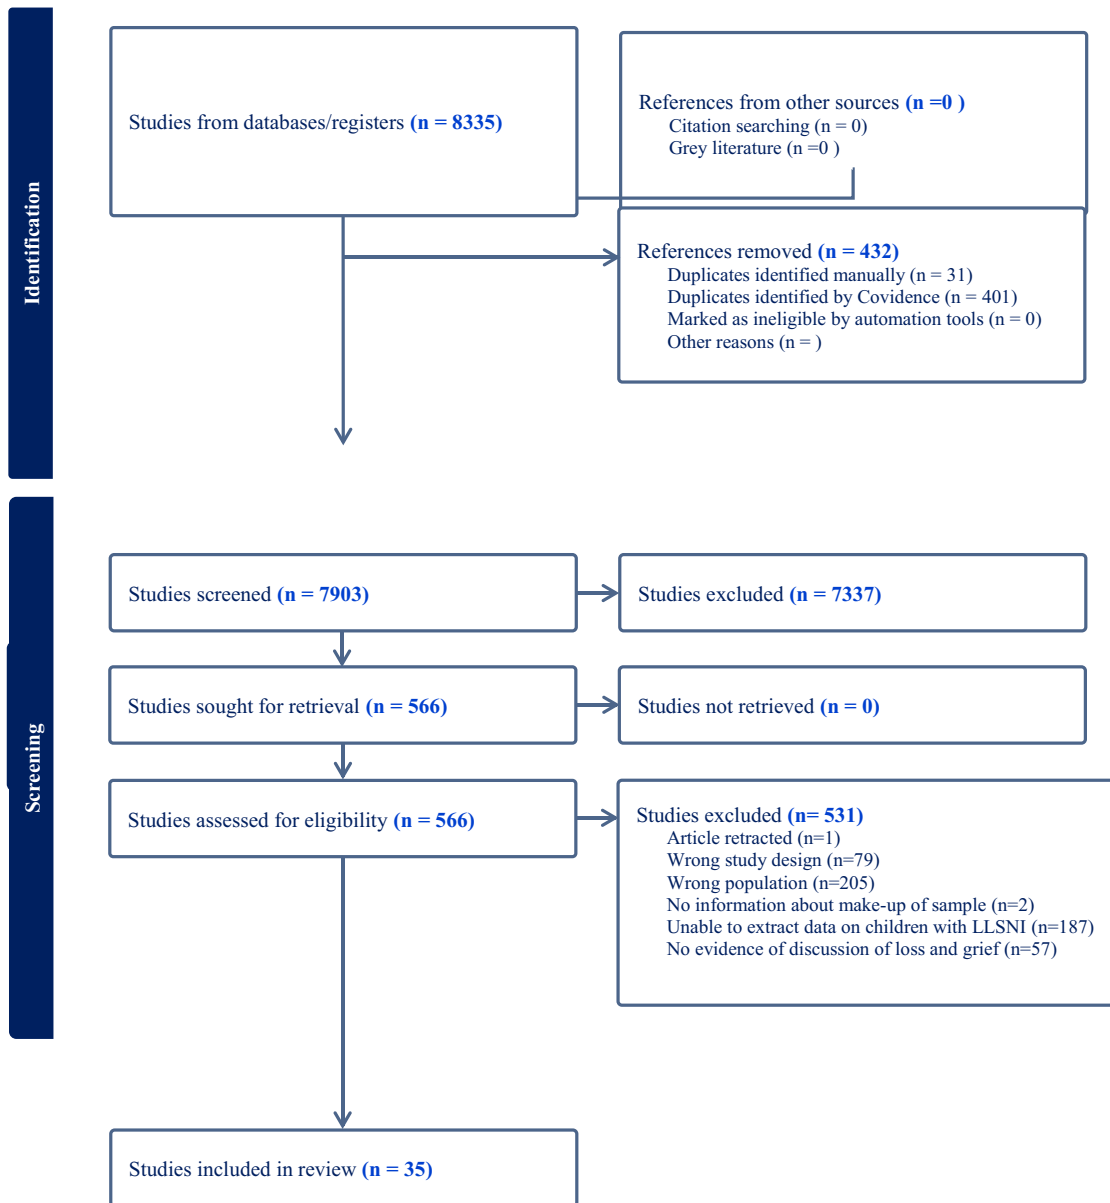 Identification
Studies from databases/registers (n = 8335)
References from other sources (n =0 )
Citation searching (n = 0)
Grey literature (n =0 )
References removed (n = 432)
Duplicates identified manually (n = 31)
Duplicates identified by Covidence (n = 401)
Marked as ineligible by automation tools (n = 0)
Other reasons (n = )
Screening
Studies screened (n = 7903)
Studies excluded (n = 7337)
Studies sought for retrieval (n = 566)
Studies not retrieved (n = 0)
Studies assessed for eligibility (n = 566)
Studies excluded (n= 531)
Article retracted (n=1)
Wrong study design (n=79)
Wrong population (n=205)
No information about make-up of sample (n=2)
Unable to extract data on children with LLSNI (n=187)
No evidence of discussion of loss and grief (n=57)
Studies included in review (n = 35)